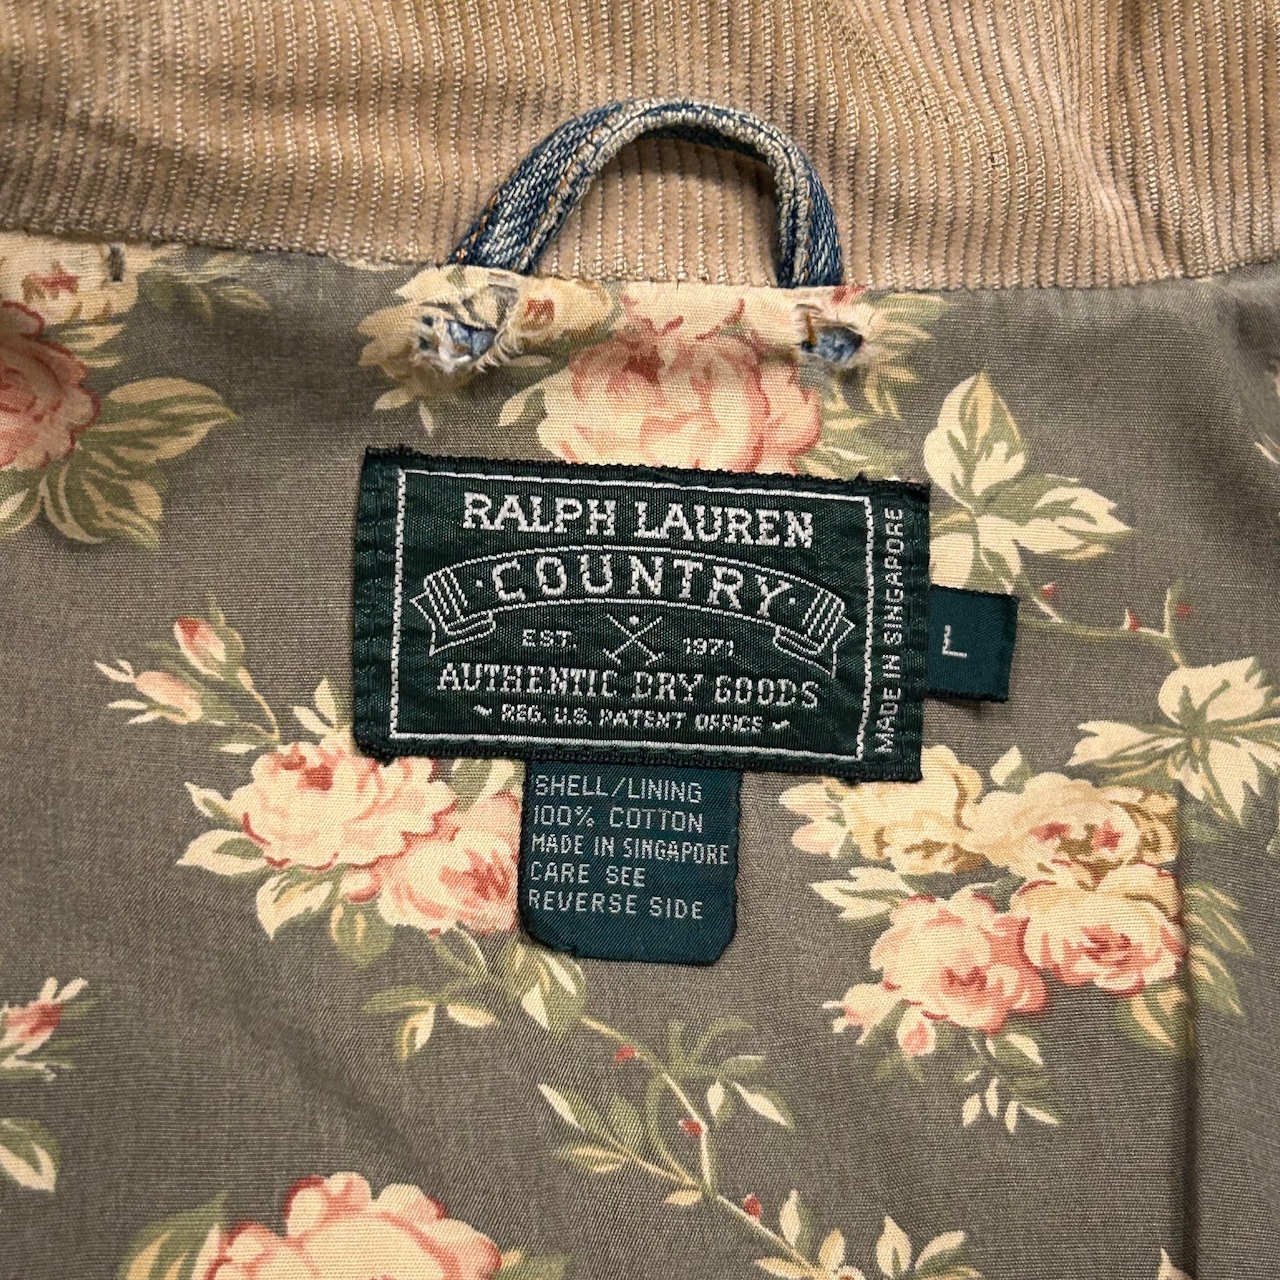 RALPH LAUREN
·COUNTRY·
EST. 1971
AUTHENTIC DRY GOODS
~ REG. U.S. PATENT OFFICE ~
MADE IN SINGAPORE
L
SHELL/LINING
100% COTTON
MADE IN SINGAPORE
CARE SEE
REVERSE SIDE